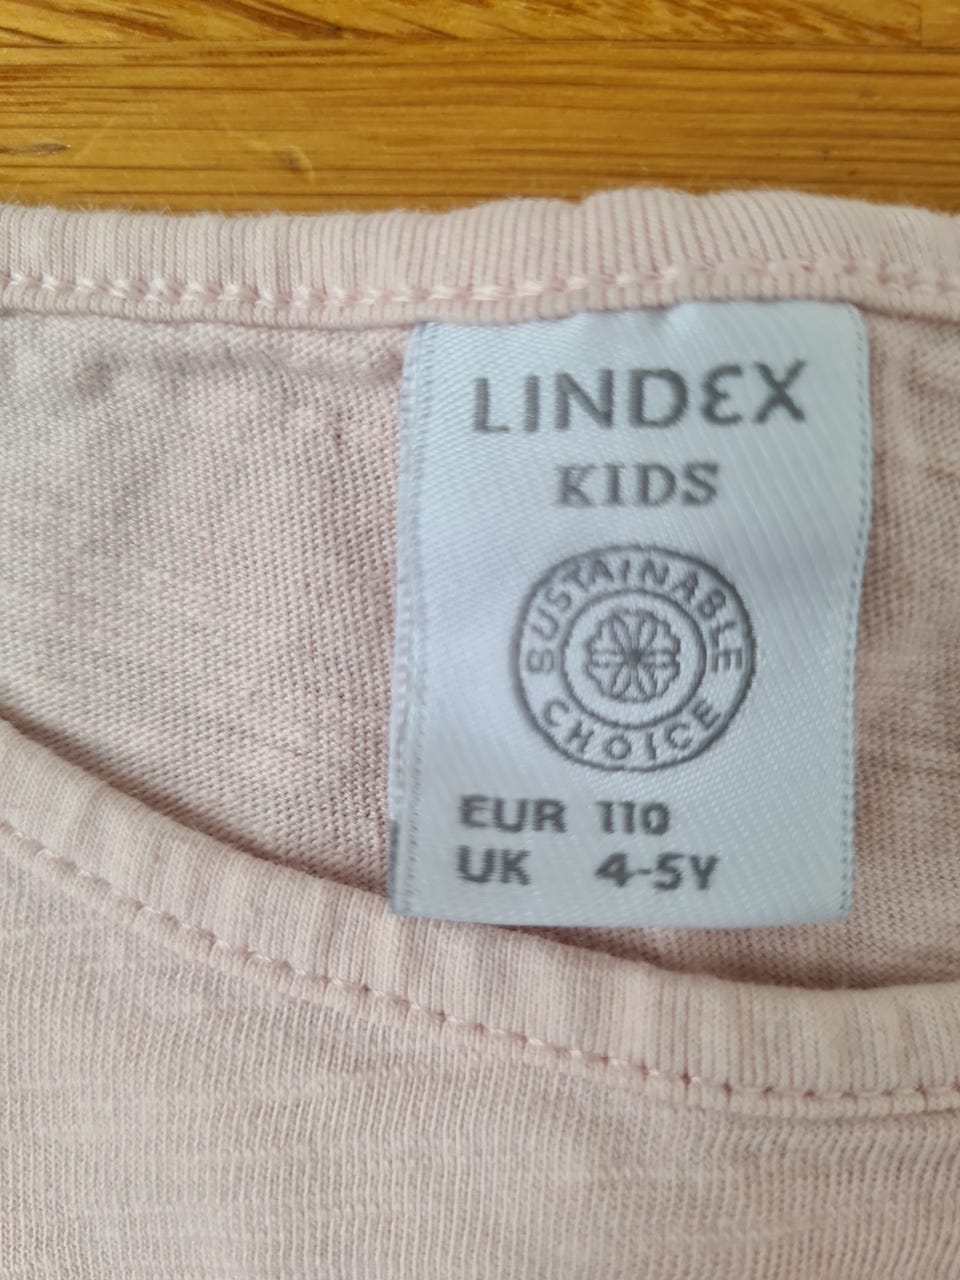 LINDEX
KIDS
SUSTAINABLE
CHOICE
EUR 110
UK 4-5Y